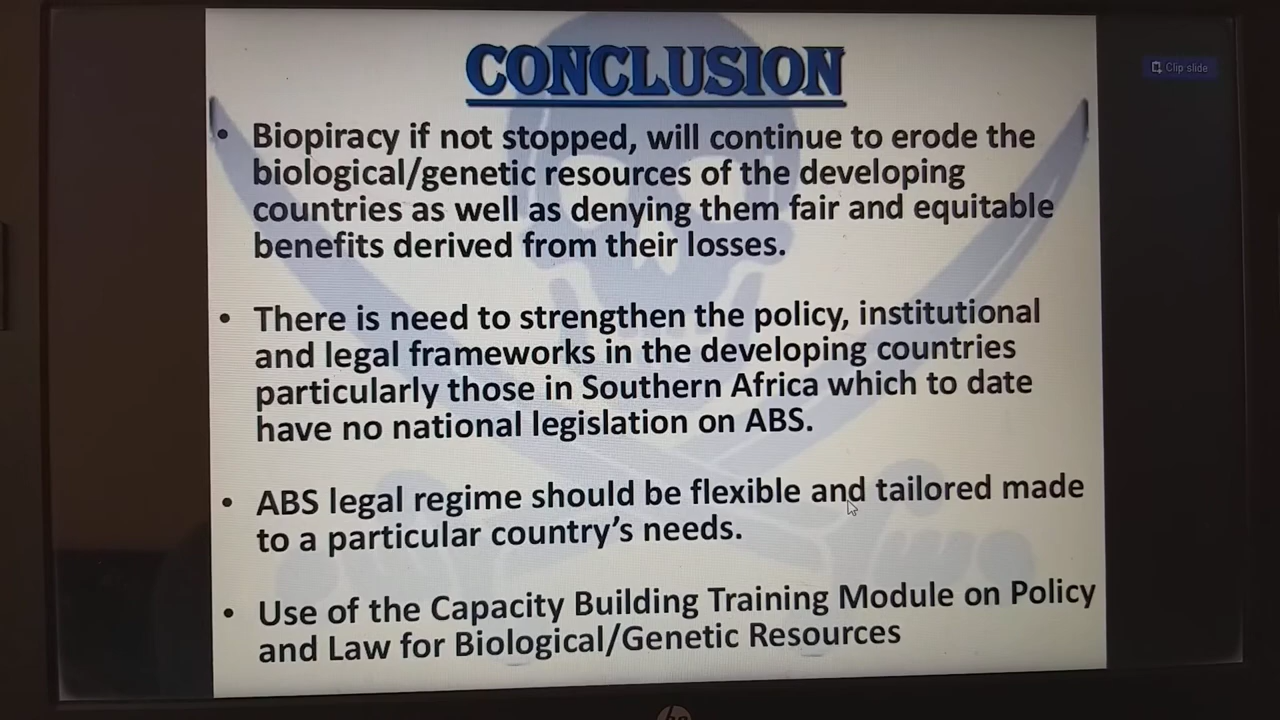 CONCLUSION
Clip slide
• Biopiracy if not stopped, will continue to erode the
biological/genetic resources of the developing
countries as well as denying them fair and equitable
benefits derived from their losses.
• There is need to strengthen the policy, institutional
and legal frameworks in the developing countries
particularly those in Southern Africa which to date
have no national legislation on ABS.
• ABS legal regime should be flexible and tailored made
to a particular country’s needs.
• Use of the Capacity Building Training Module on Policy
and Law for Biological/Genetic Resources
hp